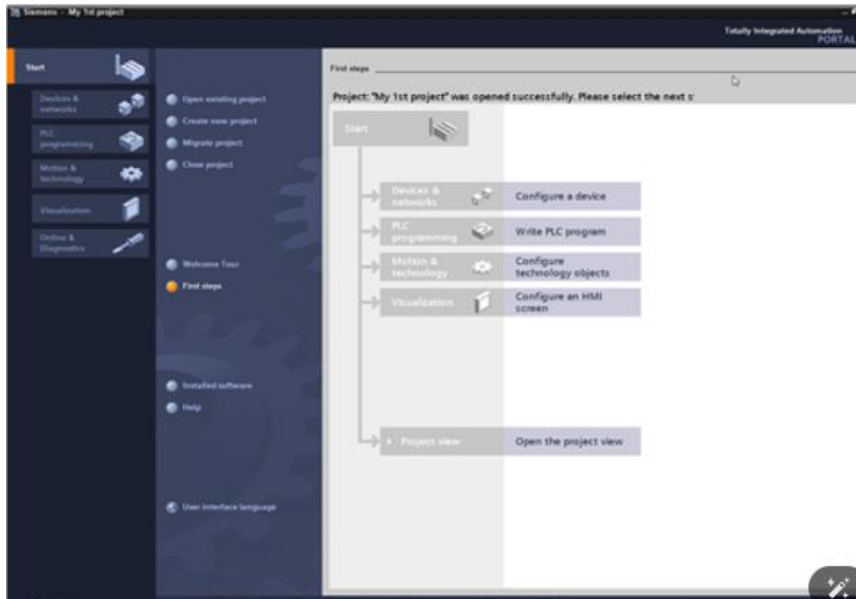 Siemens - My 1st project
Totally Integrated Automation
PORTAL
Start
Devices &
networks
PLC
programming
Motion &
technology
Visualization
Online &
Diagnostics
Open existing project
Create new project
Migrate project
Close project
Welcome Tour
First steps
Installed software
Help
User interface language
First steps
Project: "My 1st project" was opened successfully. Please select the next s
Start
Devices &
networks
Configure a device
PLC
programming
Write PLC program
Motion &
technology
Configure
technology objects
Visualization
Configure an HMI
screen
Project view
Open the project view